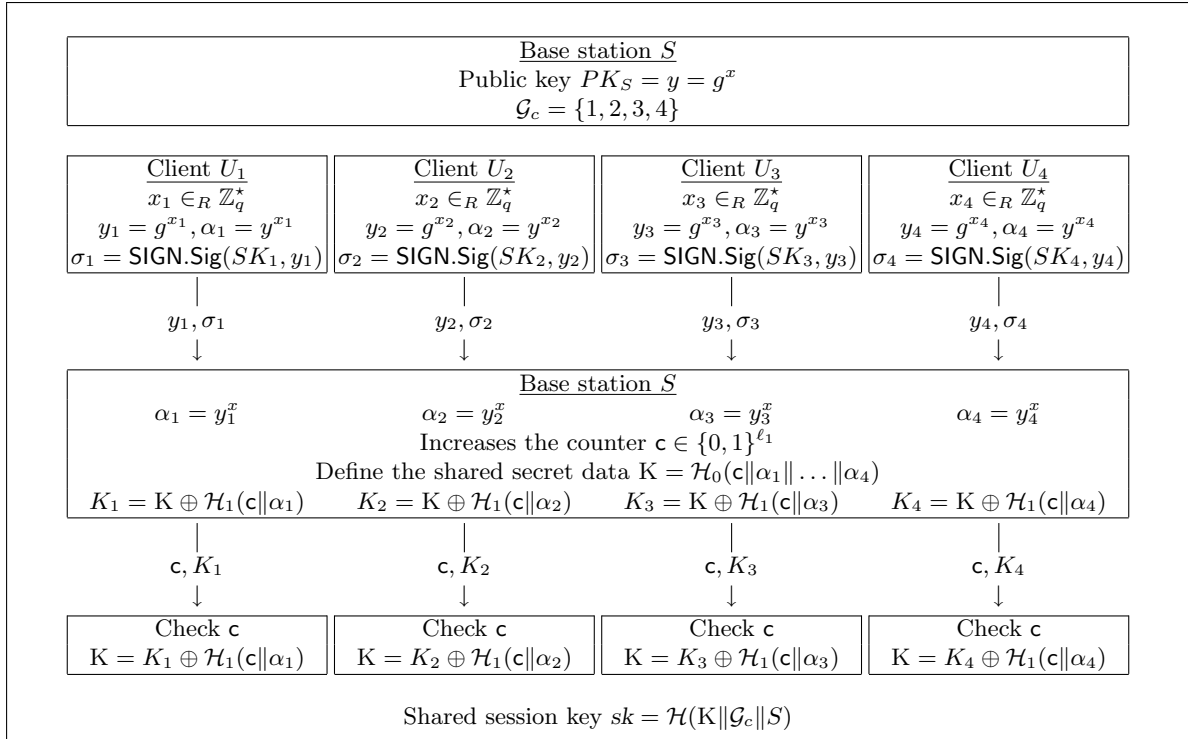 Base station S
Public key PK_S = y = g^x
𝒢_c = {1, 2, 3, 4}
Client U_1 Client U_2 Client U_3 Client U_4
x_1 ∈_R ℤ_q^⋆ x_2 ∈_R ℤ_q^⋆ x_3 ∈_R ℤ_q^⋆ x_4 ∈_R ℤ_q^⋆
y_1 = g^{x_1}, α_1 = y^{x_1} y_2 = g^{x_2}, α_2 = y^{x_2} y_3 = g^{x_3}, α_3 = y^{x_3} y_4 = g^{x_4}, α_4 = y^{x_4}
σ_1 = SIGN.Sig(SK_1, y_1) σ_2 = SIGN.Sig(SK_2, y_2) σ_3 = SIGN.Sig(SK_3, y_3) σ_4 = SIGN.Sig(SK_4, y_4)
y_1, σ_1 y_2, σ_2 y_3, σ_3 y_4, σ_4
Base station S
α_1 = y_1^x α_2 = y_2^x α_3 = y_3^x α_4 = y_4^x
Increases the counter c ∈ {0, 1}^{ℓ_1}
Define the shared secret data K = ℋ_0(c‖α_1‖ … ‖α_4)
K_1 = K ⊕ ℋ_1(c‖α_1) K_2 = K ⊕ ℋ_1(c‖α_2) K_3 = K ⊕ ℋ_1(c‖α_3) K_4 = K ⊕ ℋ_1(c‖α_4)
c, K_1 c, K_2 c, K_3 c, K_4
Check c Check c Check c Check c
K = K_1 ⊕ ℋ_1(c‖α_1) K = K_2 ⊕ ℋ_1(c‖α_2) K = K_3 ⊕ ℋ_1(c‖α_3) K = K_4 ⊕ ℋ_1(c‖α_4)
Shared session key sk = ℋ(K‖𝒢_c‖S)